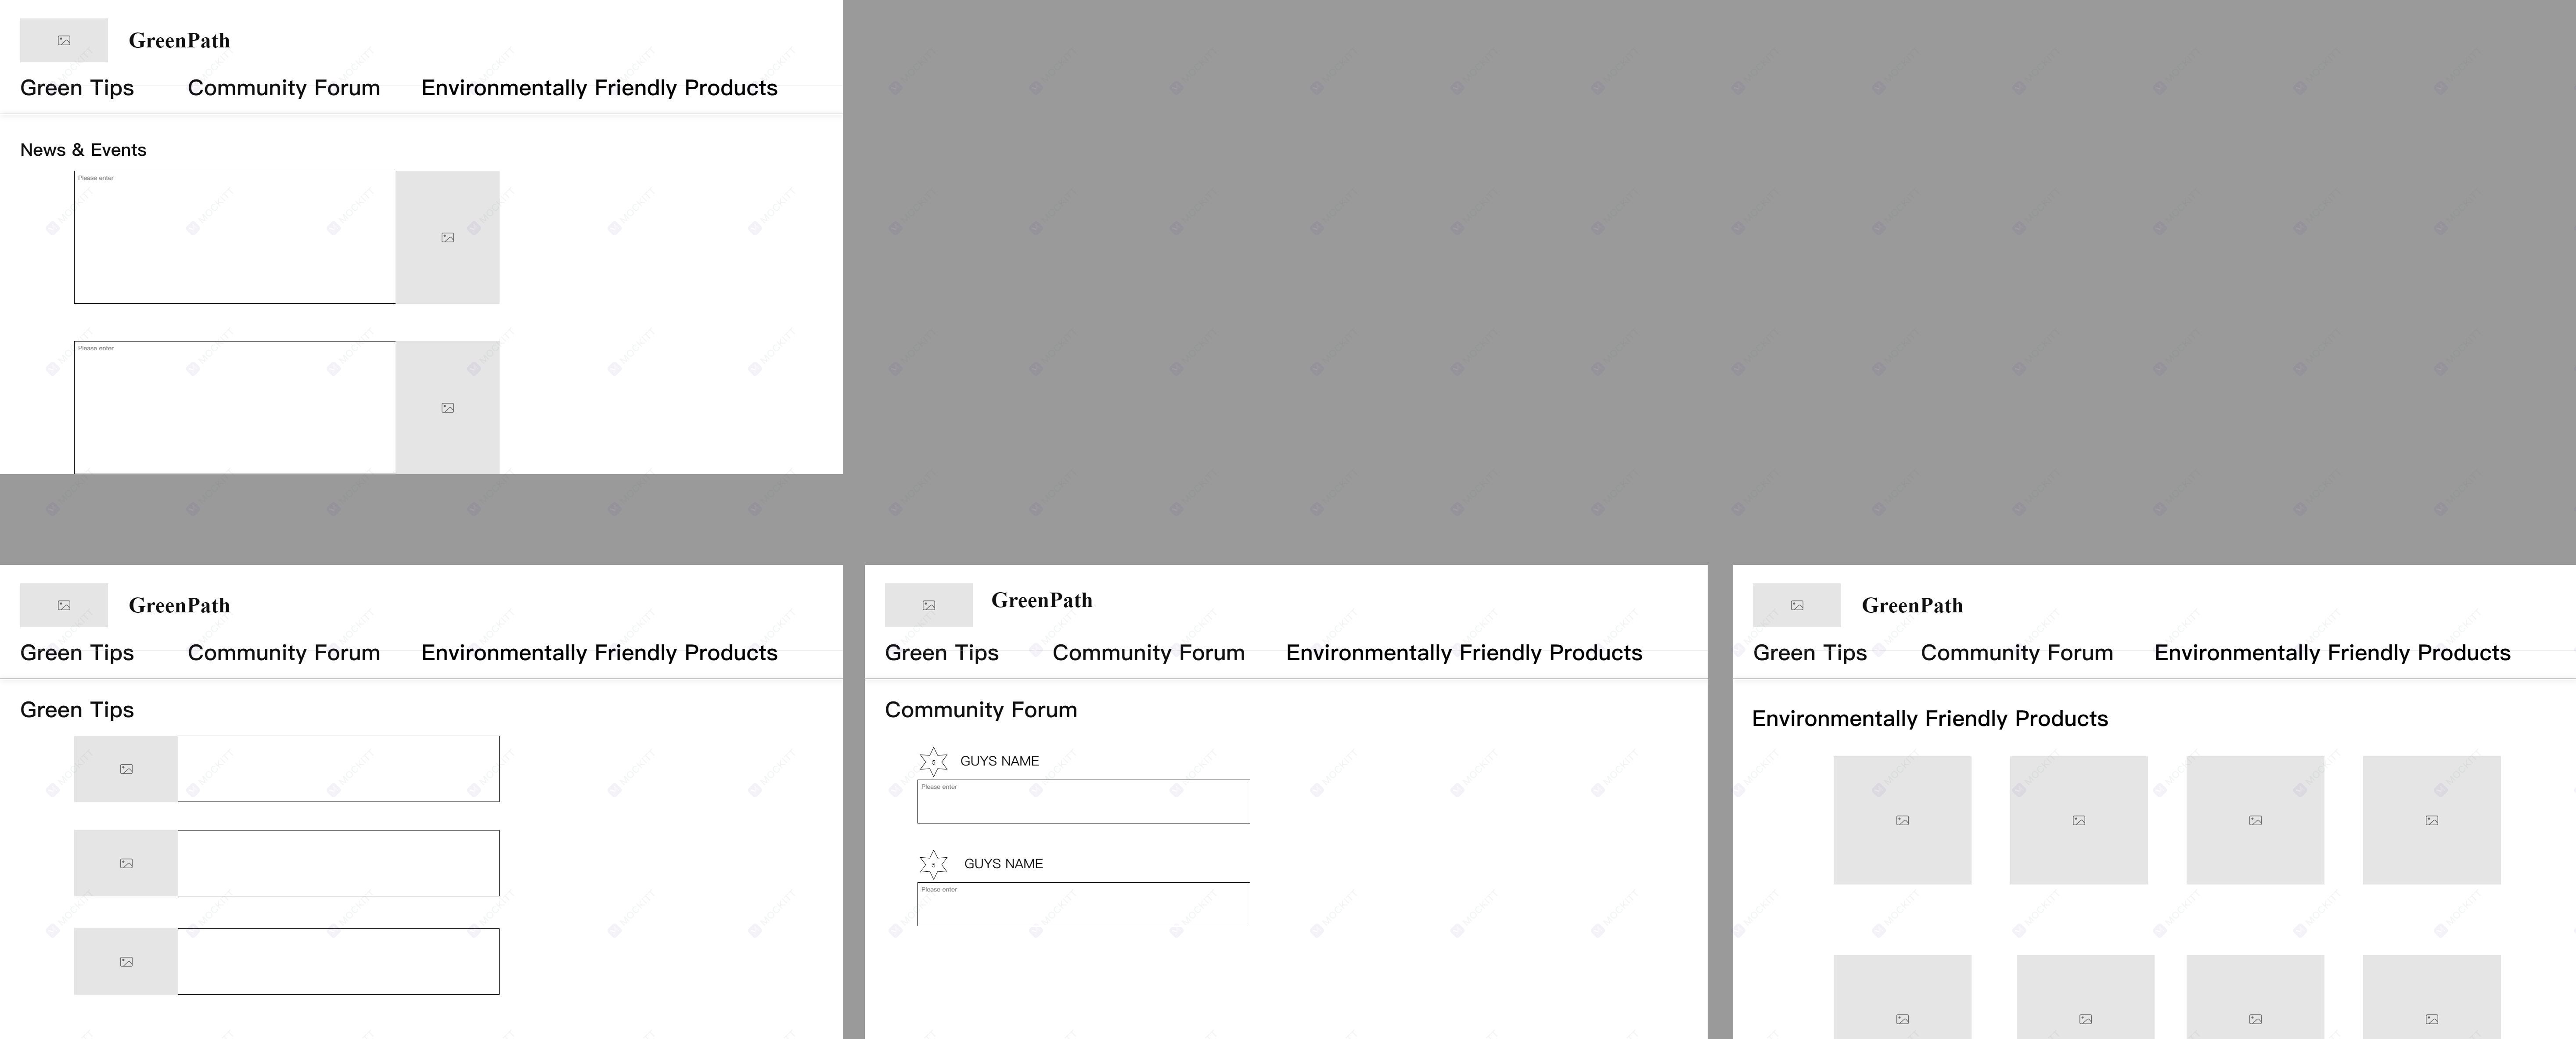 GreenPath
Green Tips Community Forum Environmentally Friendly Products
News & Events
Please enter
Please enter
GreenPath
Green Tips Community Forum Environmentally Friendly Products
Green Tips
GreenPath
Green Tips Community Forum Environmentally Friendly Products
Community Forum
5 GUYS NAME
Please enter
5 GUYS NAME
Please enter
GreenPath
Green Tips Community Forum Environmentally Friendly Products
Environmentally Friendly Products
MOCKITT